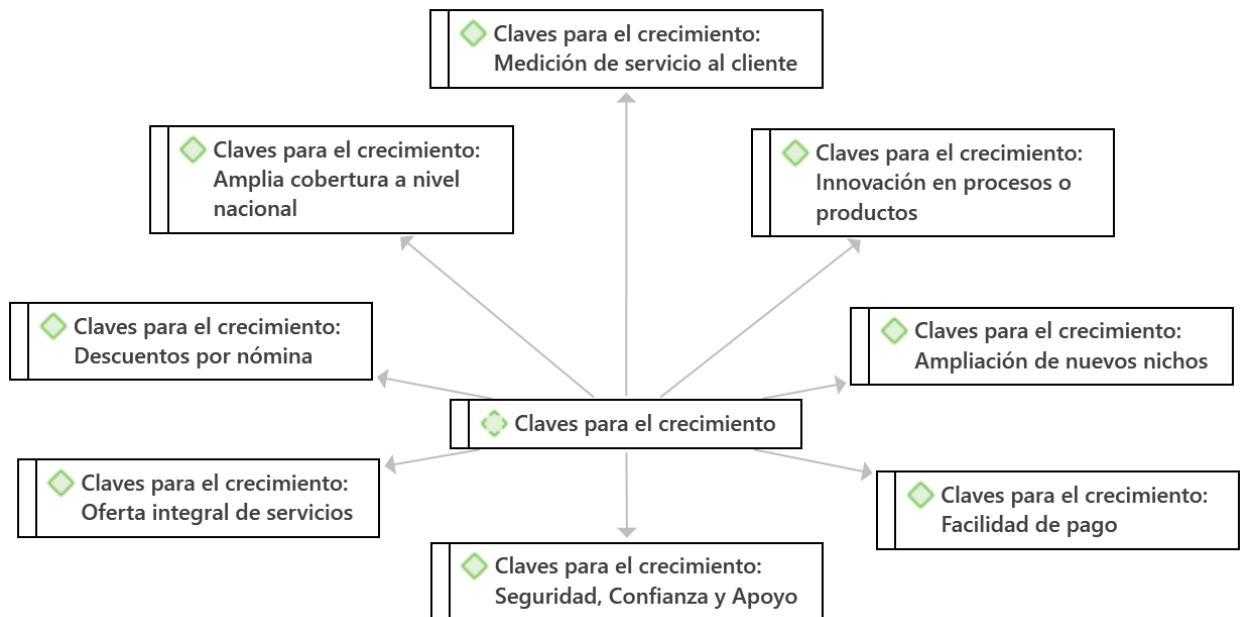 Claves para el crecimiento:
Medición de servicio al cliente
Claves para el crecimiento:
Amplia cobertura a nivel
nacional
Claves para el crecimiento:
Innovación en procesos o
productos
Claves para el crecimiento:
Descuentos por nómina
Claves para el crecimiento:
Ampliación de nuevos nichos
Claves para el crecimiento
Claves para el crecimiento:
Oferta integral de servicios
Claves para el crecimiento:
Facilidad de pago
Claves para el crecimiento:
Seguridad, Confianza y Apoyo